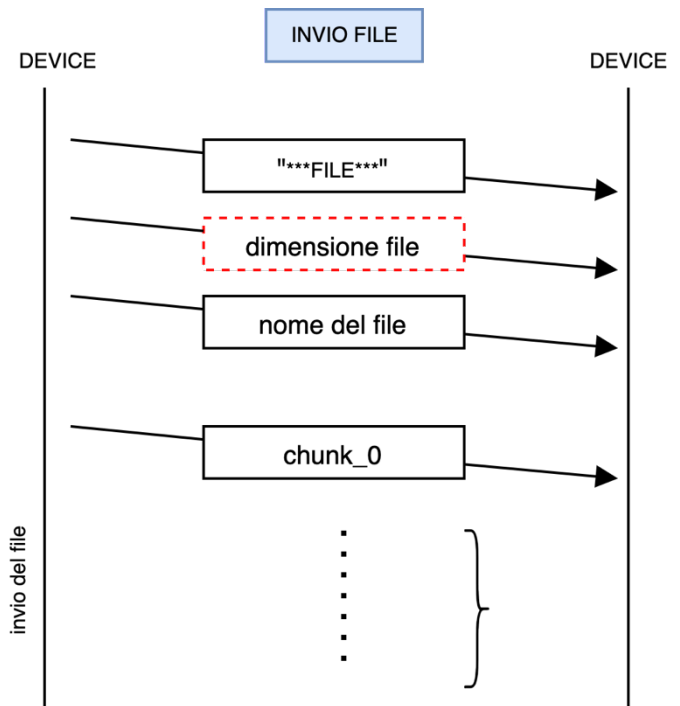 INVIO FILE
DEVICE
DEVICE
"***FILE***"
dimensione file
nome del file
chunk_0
invio del file